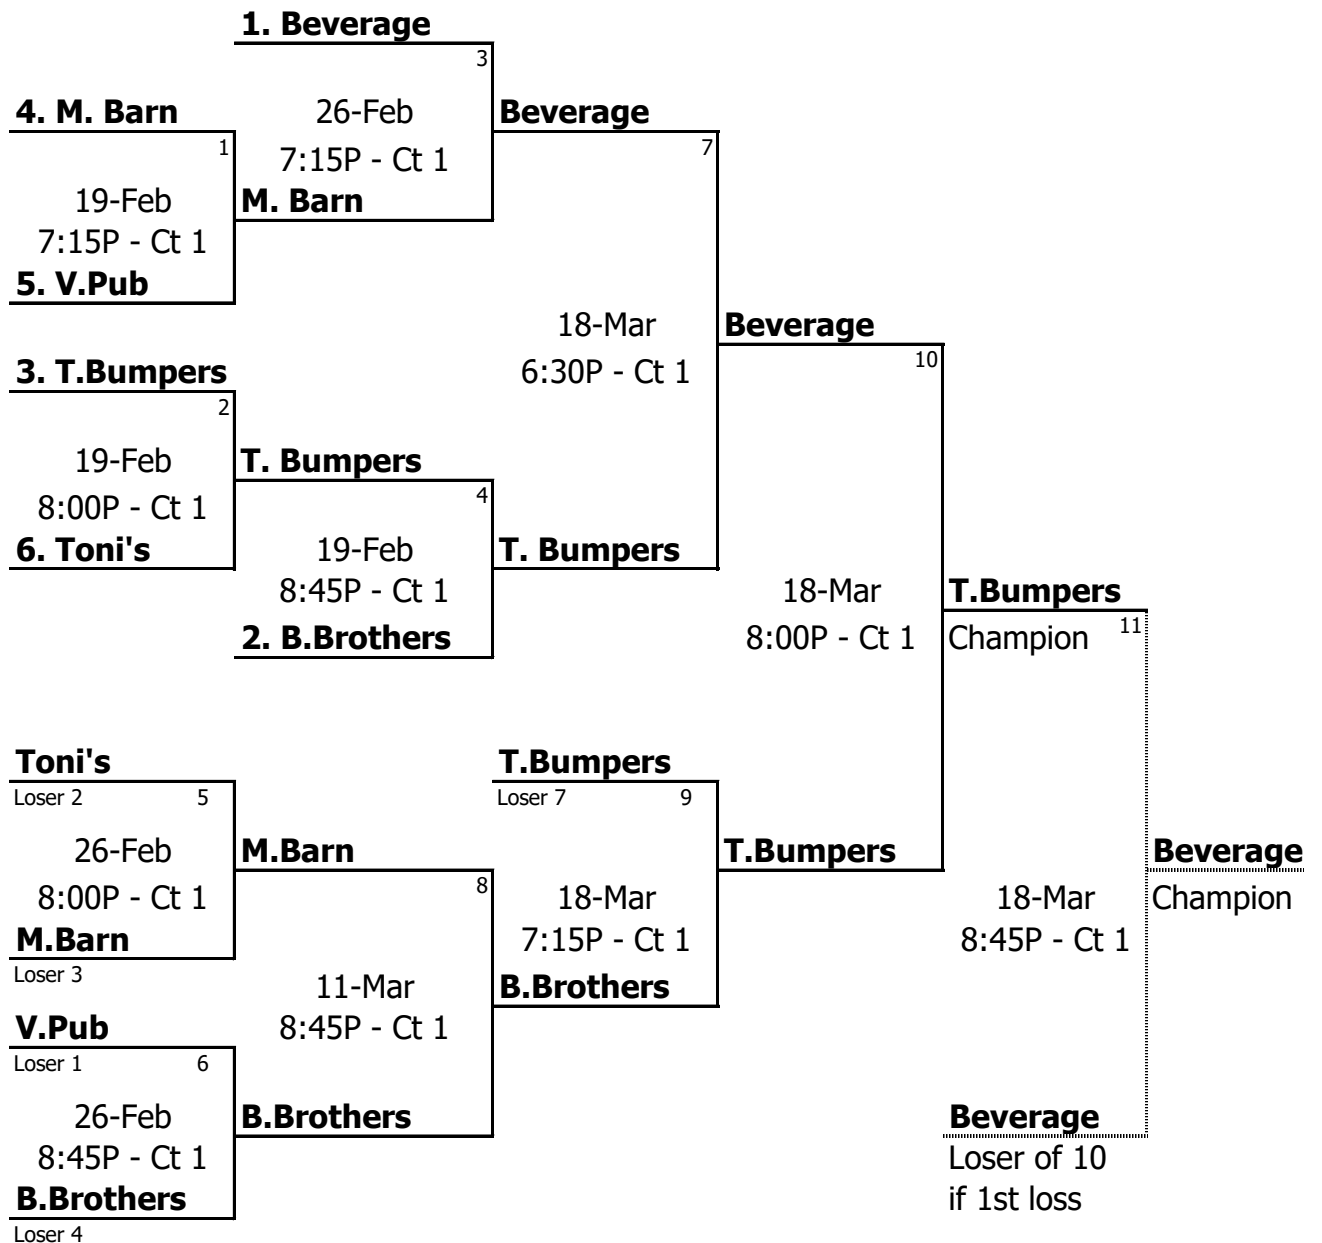 1. Beverage
3
4. M. Barn
26-Feb
Beverage
1
7:15P - Ct 1
7
19-Feb
M. Barn
7:15P - Ct 1
5. V.Pub
18-Mar
Beverage
3. T.Bumpers
6:30P - Ct 1
10
2
19-Feb
T. Bumpers
8:00P - Ct 1
4
6. Toni's
19-Feb
T. Bumpers
8:45P - Ct 1
18-Mar
T.Bumpers
2. B.Brothers
8:00P - Ct 1
Champion
11
Toni's
T.Bumpers
Loser 2
5
Loser 7
9
26-Feb
M.Barn
T.Bumpers
Beverage
8:00P - Ct 1
8
18-Mar
18-Mar
Champion
M.Barn
7:15P - Ct 1
8:45P - Ct 1
Loser 3
11-Mar
B.Brothers
V.Pub
8:45P - Ct 1
Loser 1
6
26-Feb
B.Brothers
Beverage
8:45P - Ct 1
Loser of 10
B.Brothers
if 1st loss
Loser 4